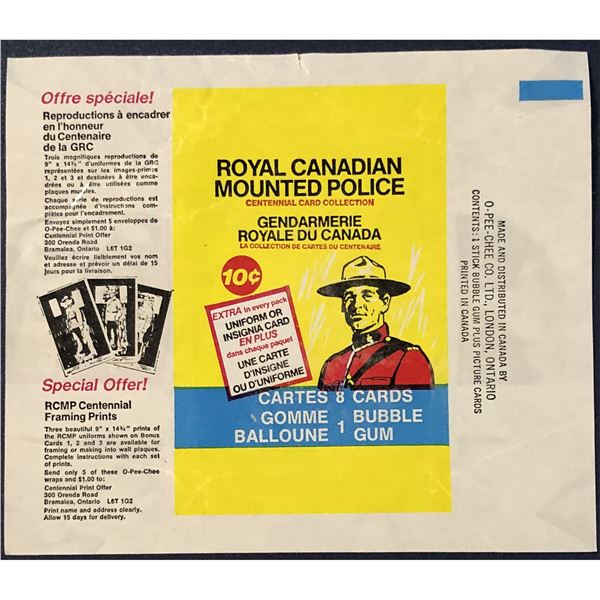 Offre spéciale!
Reproductions à encadrer
en l'honneur
du Centenaire
de la GRC
Trois magnifiques reproductions de
9" x 14¾" d'uniformes de la GRC
représentées sur les images-primes
1, 2 et 3 et destinées à être enca-
drées ou à être utilisées comme
plaques murales.
Chaque série de reproductions est
accompagnée d'instructions com-
plètes pour l'encadrement.
Envoyez simplement 5 enveloppes de
O-Pee-Chee et $1.00 à:
Centennial Print Offer
300 Orenda Road
Bramalea, Ontario L6T 1G2
Veuillez écrire lisiblement vos nom
et adresse et prévoir un délai de 15
jours pour la livraison.
Special Offer!
RCMP Centennial
Framing Prints
Three beautiful 9" x 14¾" prints of
the RCMP uniforms shown on Bonus
Cards 1, 2 and 3 are available for
framing or making into wall plaques.
Complete instructions with each set
of prints.
Send only 5 of these O-Pee-Chee
wraps and $1.00 to:
Centennial Print Offer
300 Orenda Road
Bramalea, Ontario L6T 1G2
Print name and address clearly.
Allow 15 days for delivery.
ROYAL CANADIAN
MOUNTED POLICE
CENTENNIAL CARD COLLECTION
GENDARMERIE
ROYALE DU CANADA
LA COLLECTION DE CARTES DU CENTENAIRE
10¢
EXTRA in every pack
UNIFORM OR
INSIGNIA CARD
EN PLUS
dans chaque paquet
UNE CARTE
D'INSIGNE
OU D'UNIFORME
CARTES 8 CARDS
GOMME 1 BUBBLE
BALLOUNE GUM
MADE AND DISTRIBUTED IN CANADA BY
O-PEE-CHEE CO. LTD., LONDON, ONTARIO
CONTENTS: 1 STICK BUBBLE GUM PLUS PICTURE CARDS
PRINTED IN CANADA